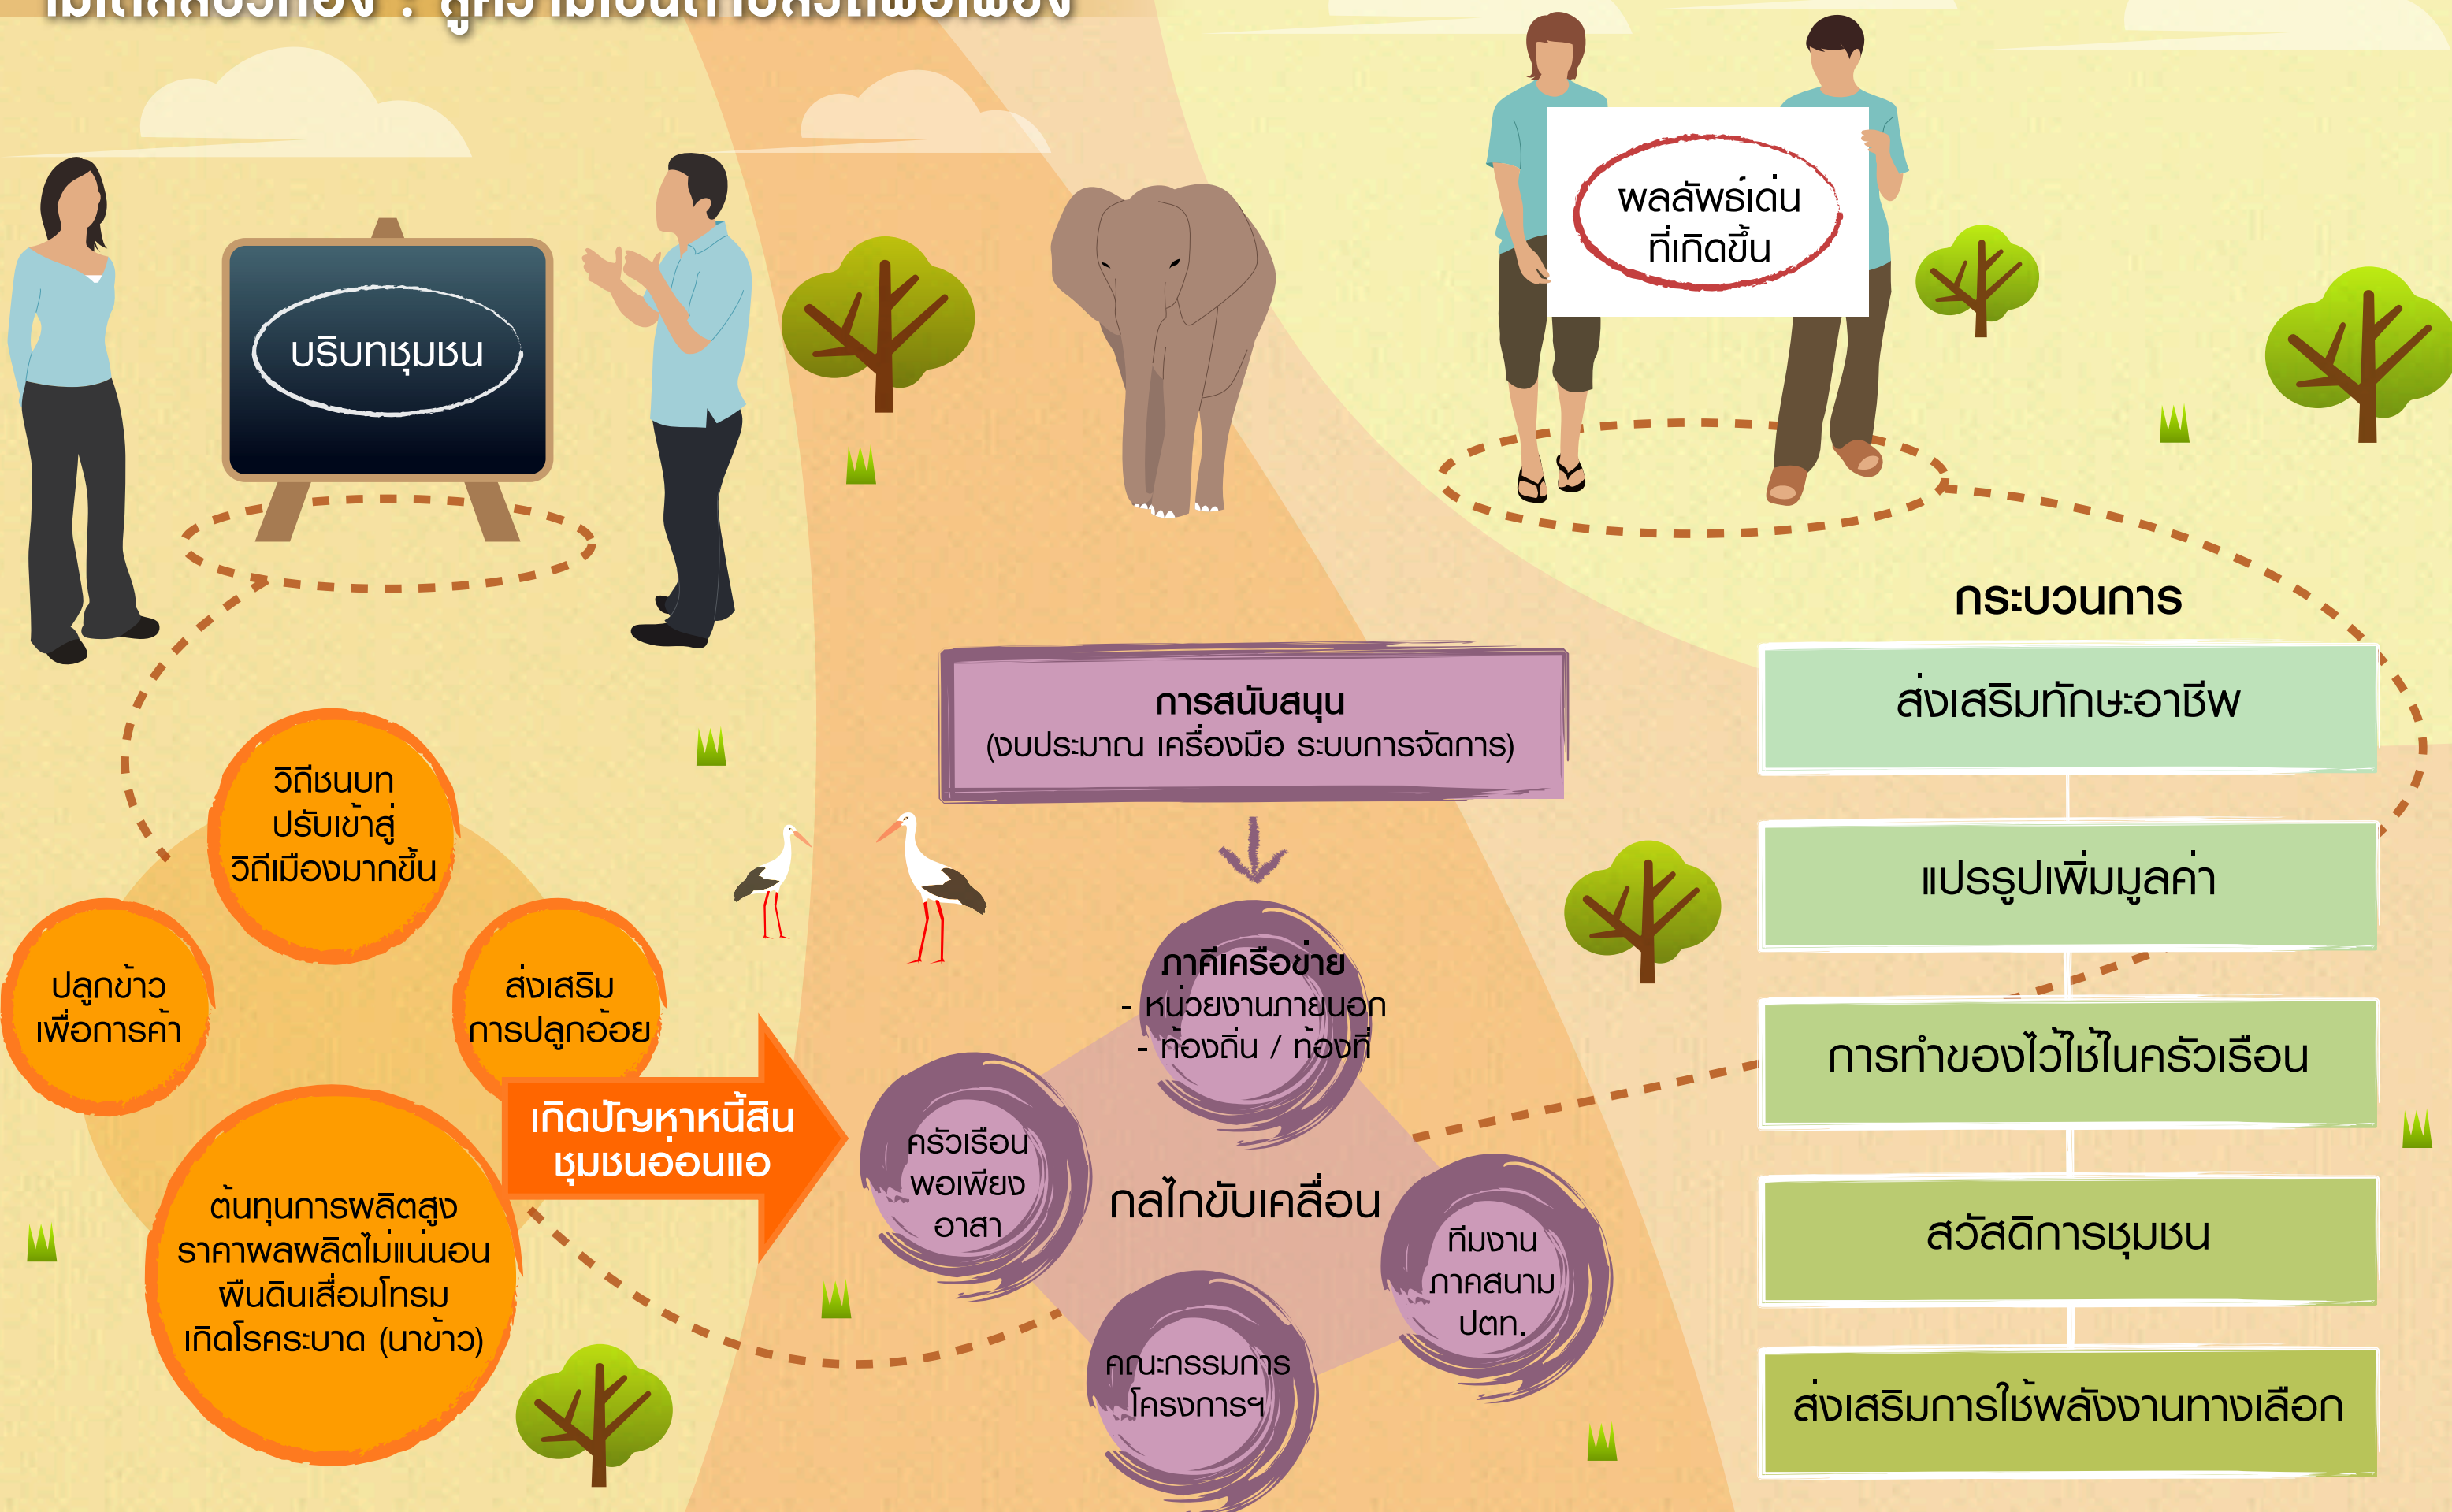 บริบทชุมชน
ผลลัพธ์เด่น
ที่เกิดขึ้น
วิถีชนบท
ปรับเข้าสู่
วิถีเมืองมากขึ้น
ปลูกข้าว
เพื่อการค้า
ส่งเสริม
การปลูกอ้อย
ต้นทุนการผลิตสูง
ราคาผลผลิตไม่แน่นอน
ผืนดินเสื่อมโทรม
เกิดโรคระบาด (นาข้าว)
เกิดปัญหาหนี้สิน
ชุมชนอ่อนแอ
การสนับสนุน
(งบประมาณ เครื่องมือ ระบบการจัดการ)
ภาคีเครือข่าย
- หน่วยงานภายนอก
- ท้องถิ่น / ท้องที่
ครัวเรือน
พอเพียง
อาสา
กลไกขับเคลื่อน
ทีมงาน
ภาคสนาม
ปตท.
คณะกรรมการ
โครงการฯ
กระบวนการ
ส่งเสริมทักษะอาชีพ
แปรรูปเพิ่มมูลค่า
การทำของไว้ใช้ในครัวเรือน
สวัสดิการชุมชน
ส่งเสริมการใช้พลังงานทางเลือก